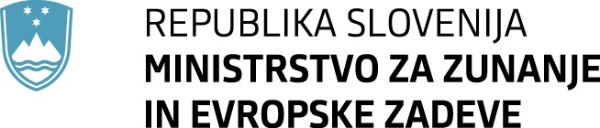 REPUBLIKA SLOVENIJA
MINISTRSTVO ZA ZUNANJE
IN EVROPSKE ZADEVE